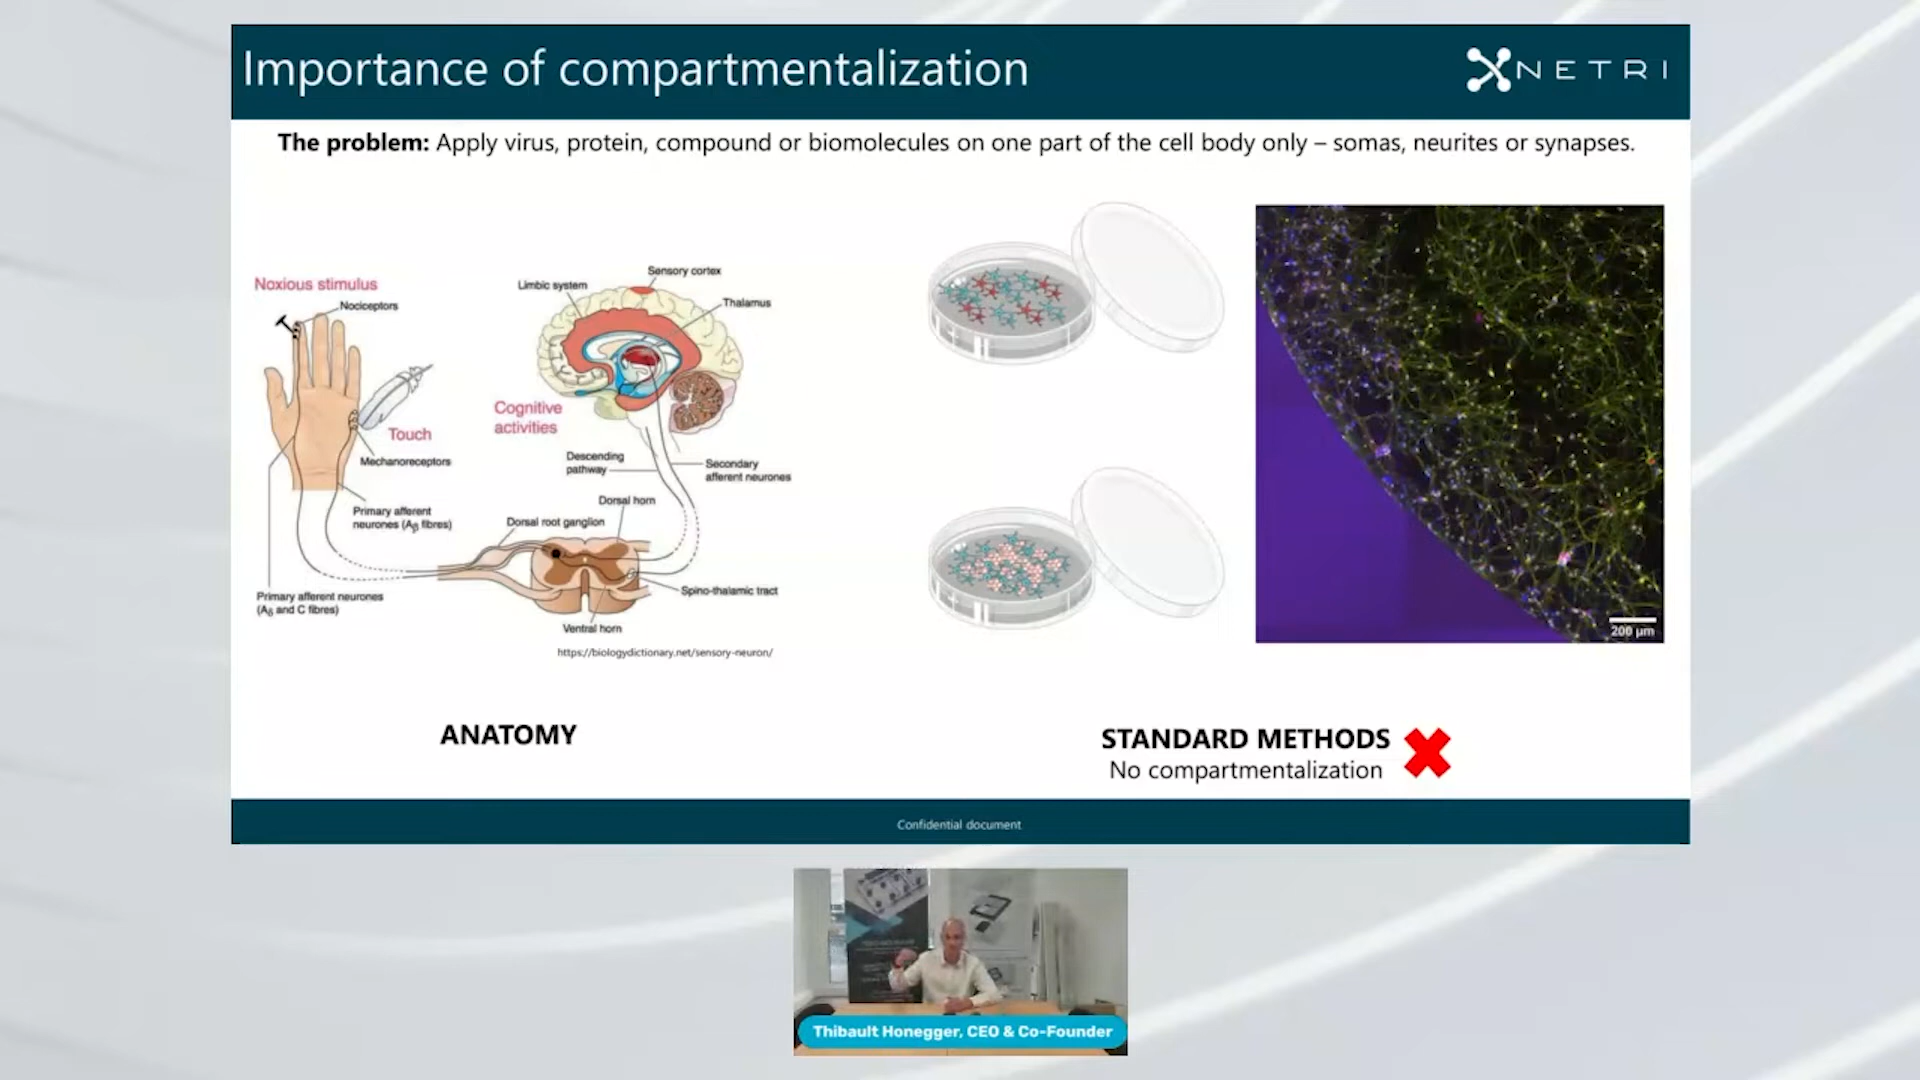 Importance of compartmentalization
NETRI
The problem: Apply virus, protein, compound or biomolecules on one part of the cell body only – somas, neurites or synapses.
Noxious stimulus
Nociceptors
Touch
Mechanoreceptors
Primary afferent
neurones (Aβ fibres)
Primary afferent neurones
(Aδ and C fibres)
Sensory cortex
Limbic system
Thalamus
Cognitive
activities
Descending
pathway
Secondary
afferent neurones
Dorsal horn
Dorsal root ganglion
Spino-thalamic tract
Ventral horn
https://biologydictionary.net/sensory-neuron/
200 µm
ANATOMY
STANDARD METHODS
No compartmentalization
Confidential document
Thibault Honegger, CEO & Co-Founder